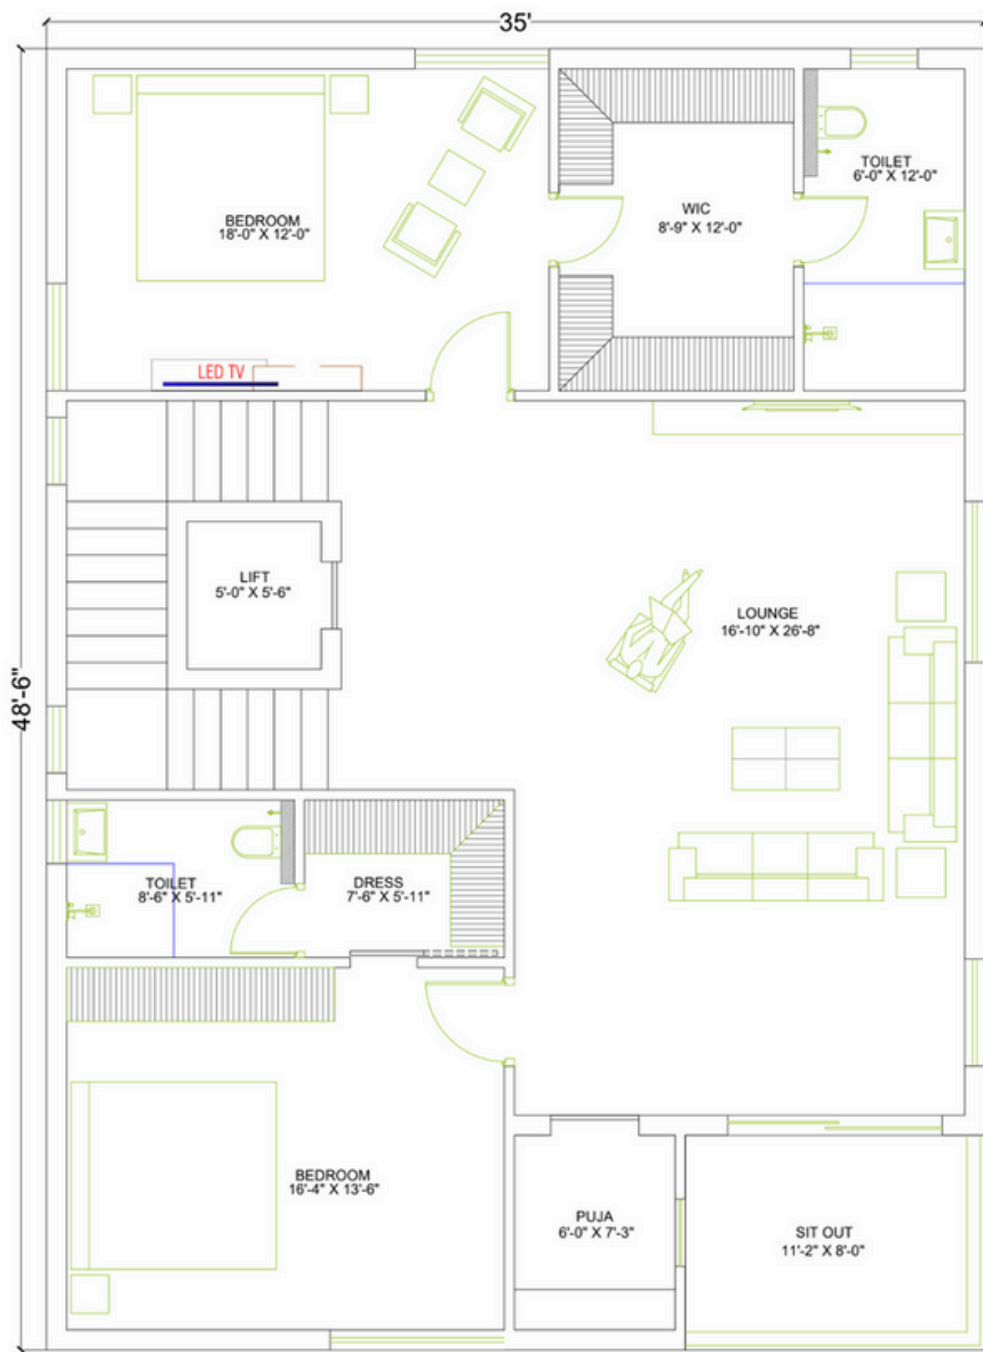 35'
48'-6"
BEDROOM
18'-0" X 12'-0"
WIC
8'-9" X 12'-0"
TOILET
6'-0" X 12'-0"
LED TV
LIFT
5'-0" X 5'-6"
LOUNGE
16'-10" X 26'-8"
TOILET
8'-6" X 5'-11"
DRESS
7'-6" X 5'-11"
BEDROOM
16'-4" X 13'-6"
PUJA
6'-0" X 7'-3"
SIT OUT
11'-2" X 8'-0"